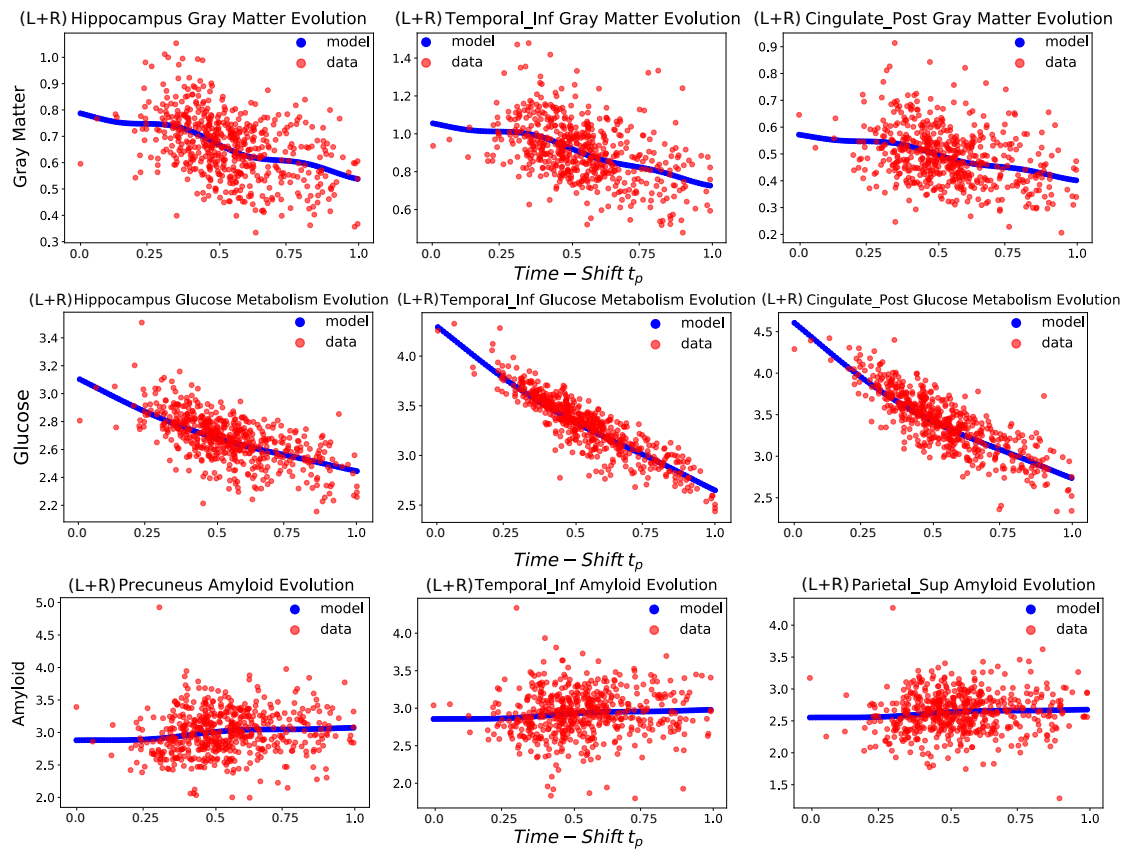 (L+R) Hippocampus Gray Matter Evolution
(L+R) Temporal_Inf Gray Matter Evolution
(L+R) Cingulate_Post Gray Matter Evolution
Gray Matter
1.0
0.9
0.8
0.7
0.6
0.5
0.4
0.3
model
data
0.0 0.25 0.5 0.75 1.0
1.4
1.2
1.0
0.8
0.6
model
data
0.0 0.25 0.5 0.75 1.0
0.9
0.8
0.7
0.6
0.5
0.4
0.3
0.2
model
data
0.0 0.25 0.5 0.75 1.0
Time − Shift tp
(L+R) Hippocampus Glucose Metabolism Evolution
(L+R) Temporal_Inf Glucose Metabolism Evolution
(L+R) Cingulate_Post Glucose Metabolism Evolution
Glucose
3.4
3.2
3.0
2.8
2.6
2.4
2.2
model
data
0.0 0.25 0.5 0.75 1.0
4.0
3.5
3.0
2.5
model
data
0.0 0.25 0.5 0.75 1.0
4.5
4.0
3.5
3.0
2.5
model
data
0.0 0.25 0.5 0.75 1.0
Time − Shift tp
(L+R) Precuneus Amyloid Evolution
(L+R) Temporal_Inf Amyloid Evolution
(L+R) Parietal_Sup Amyloid Evolution
Amyloid
5.0
4.5
4.0
3.5
3.0
2.5
2.0
model
data
0.0 0.25 0.5 0.75 1.0
4.0
3.5
3.0
2.5
2.0
model
data
0.0 0.25 0.5 0.75 1.0
4.0
3.5
3.0
2.5
2.0
1.5
model
data
0.0 0.25 0.5 0.75 1.0
Time − Shift tp